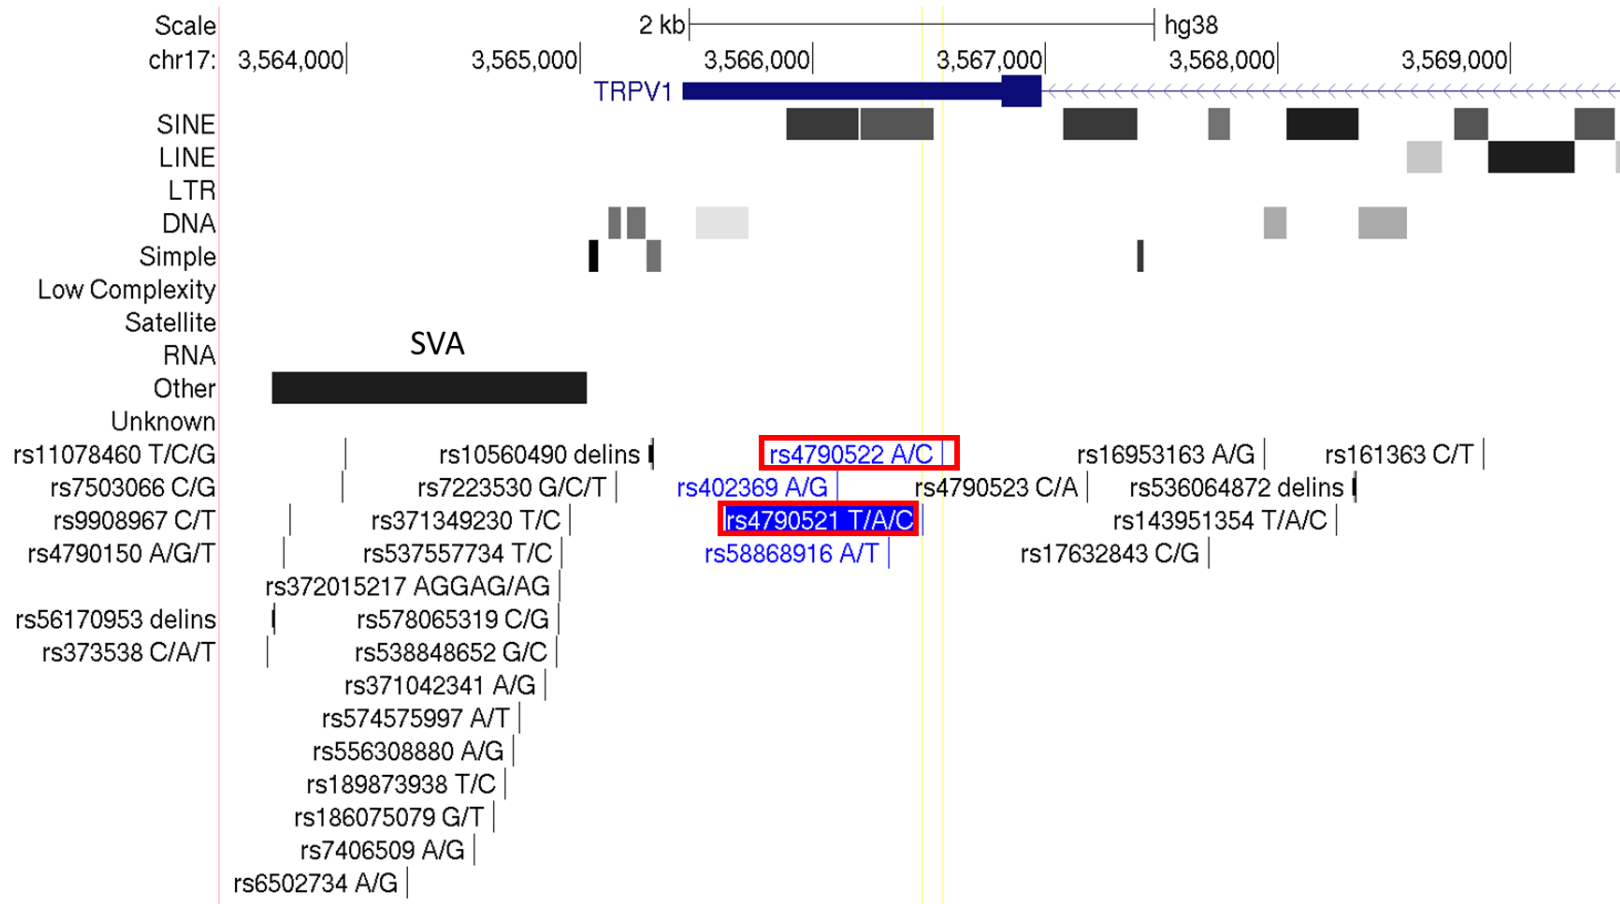 Scale 2 kb hg38
chr17: 3,564,000 3,565,000 3,566,000 3,567,000 3,568,000 3,569,000
TRPV1
SINE
LINE
LTR
DNA
Simple
Low Complexity
Satellite
SVA
RNA
Other
Unknown
rs11078460 T/C/G rs10560490 delins rs4790522 A/C rs16953163 A/G rs161363 C/T
rs7503066 C/G rs7223530 G/C/T rs402369 A/G rs4790523 C/A rs536064872 delins
rs9908967 C/T rs371349230 T/C rs4790521 T/A/C rs143951354 T/A/C
rs4790150 A/G/T rs537557734 T/C rs58868916 A/T rs17632843 C/G
rs372015217 AGGAG/AG
rs56170953 delins rs578065319 C/G
rs373538 C/A/T rs538848652 G/C
rs371042341 A/G
rs574575997 A/T
rs556308880 A/G
rs189873938 T/C
rs186075079 G/T
rs7406509 A/G
rs6502734 A/G